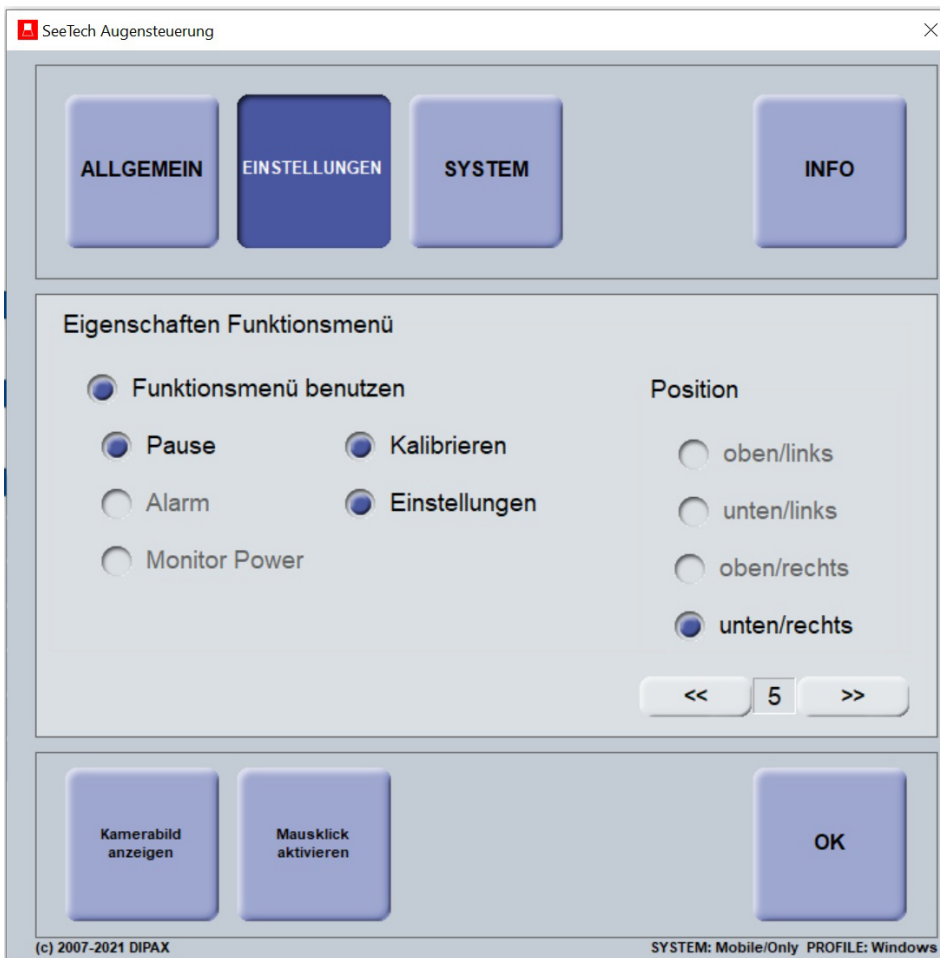 SeeTech Augensteuerung
ALLGEMEIN
EINSTELLUNGEN
SYSTEM
INFO
Eigenschaften Funktionsmenü
Funktionsmenü benutzen
Pause
Kalibrieren
Alarm
Einstellungen
Monitor Power
Position
oben/links
unten/links
oben/rechts
unten/rechts
<< 5 >>
Kamerabild
anzeigen
Mausklick
aktivieren
OK
(c) 2007-2021 DIPAX
SYSTEM: Mobile/Only PROFILE: Windows